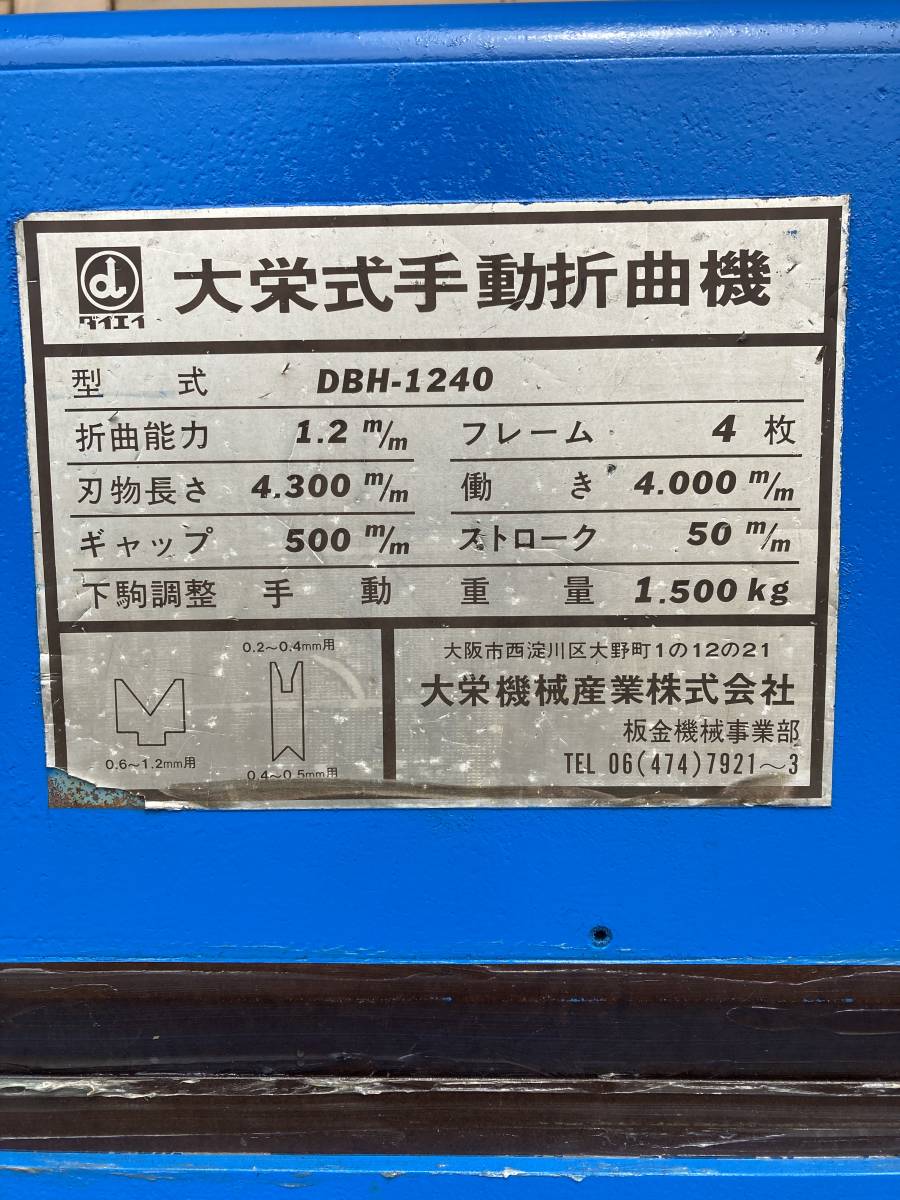 ダイエイ
大栄式手動折曲機
型式 DBH-1240
折曲能力 1.2 m/m フレーム 4 枚
刃物長さ 4.300 m/m 働き 4.000 m/m
ギャップ 500 m/m ストローク 50 m/m
下駒調整 手動 重量 1.500 kg
0.2～0.4mm用
0.6～1.2mm用
0.4～0.5mm用
大阪市西淀川区大野町1の12の21
大栄機械産業株式会社
板金機械事業部
TEL 06(474)7921～3